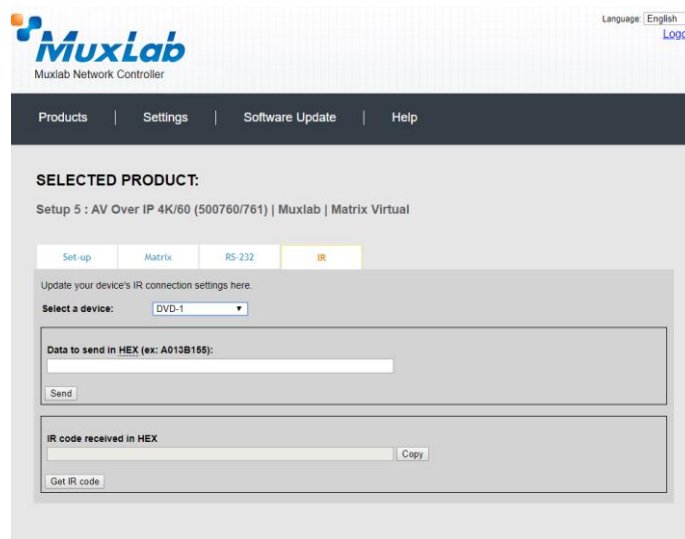 Language: English
Logo
MuxLab
Muxlab Network Controller
Products | Settings | Software Update | Help
SELECTED PRODUCT:
Setup 5 : AV Over IP 4K/60 (500760/761) | Muxlab | Matrix Virtual
Set-up Matrix RS-232 IR
Update your device's IR connection settings here.
Select a device: DVD-1
Data to send in HEX (ex: A013B155):
Send
IR code received in HEX
Copy
Get IR code